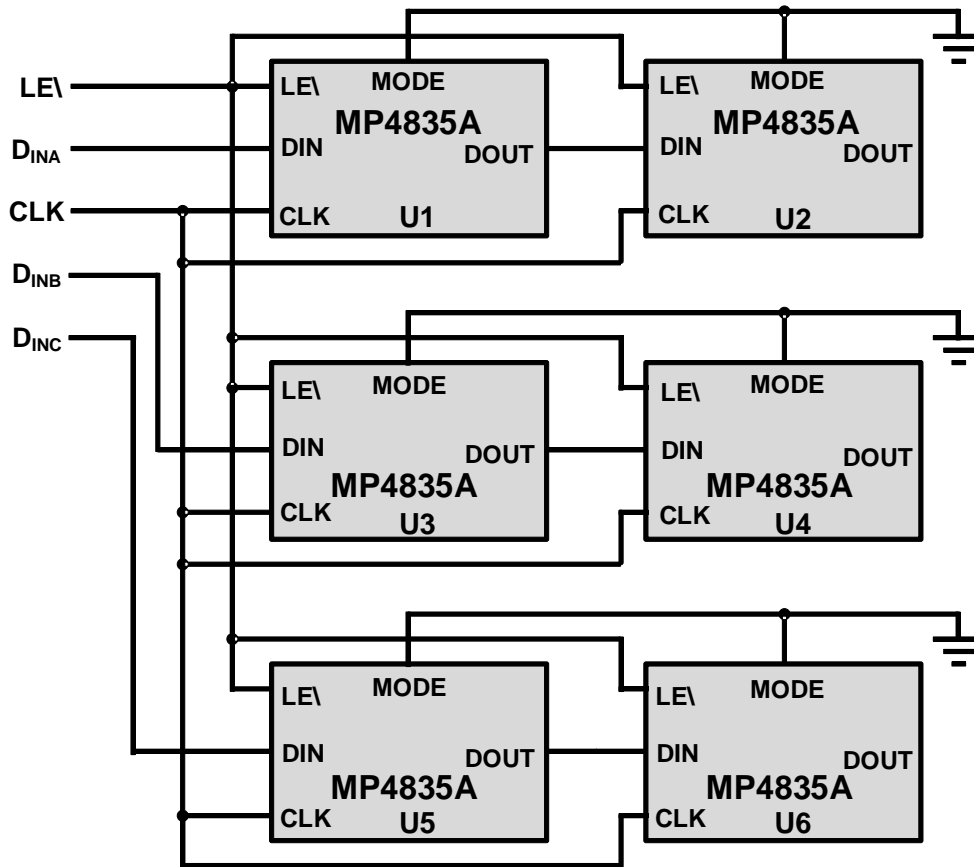 LE\
DINA
CLK
DINB
DINC
LE\
MODE
MP4835A
DIN
DOUT
CLK
U1
LE\
MODE
MP4835A
DIN
DOUT
CLK
U2
LE\
MODE
DIN
DOUT
MP4835A
CLK
U3
LE\
MODE
DIN
DOUT
MP4835A
CLK
U4
LE\
MODE
DIN
DOUT
MP4835A
CLK
U5
LE\
MODE
DIN
DOUT
MP4835A
CLK
U6